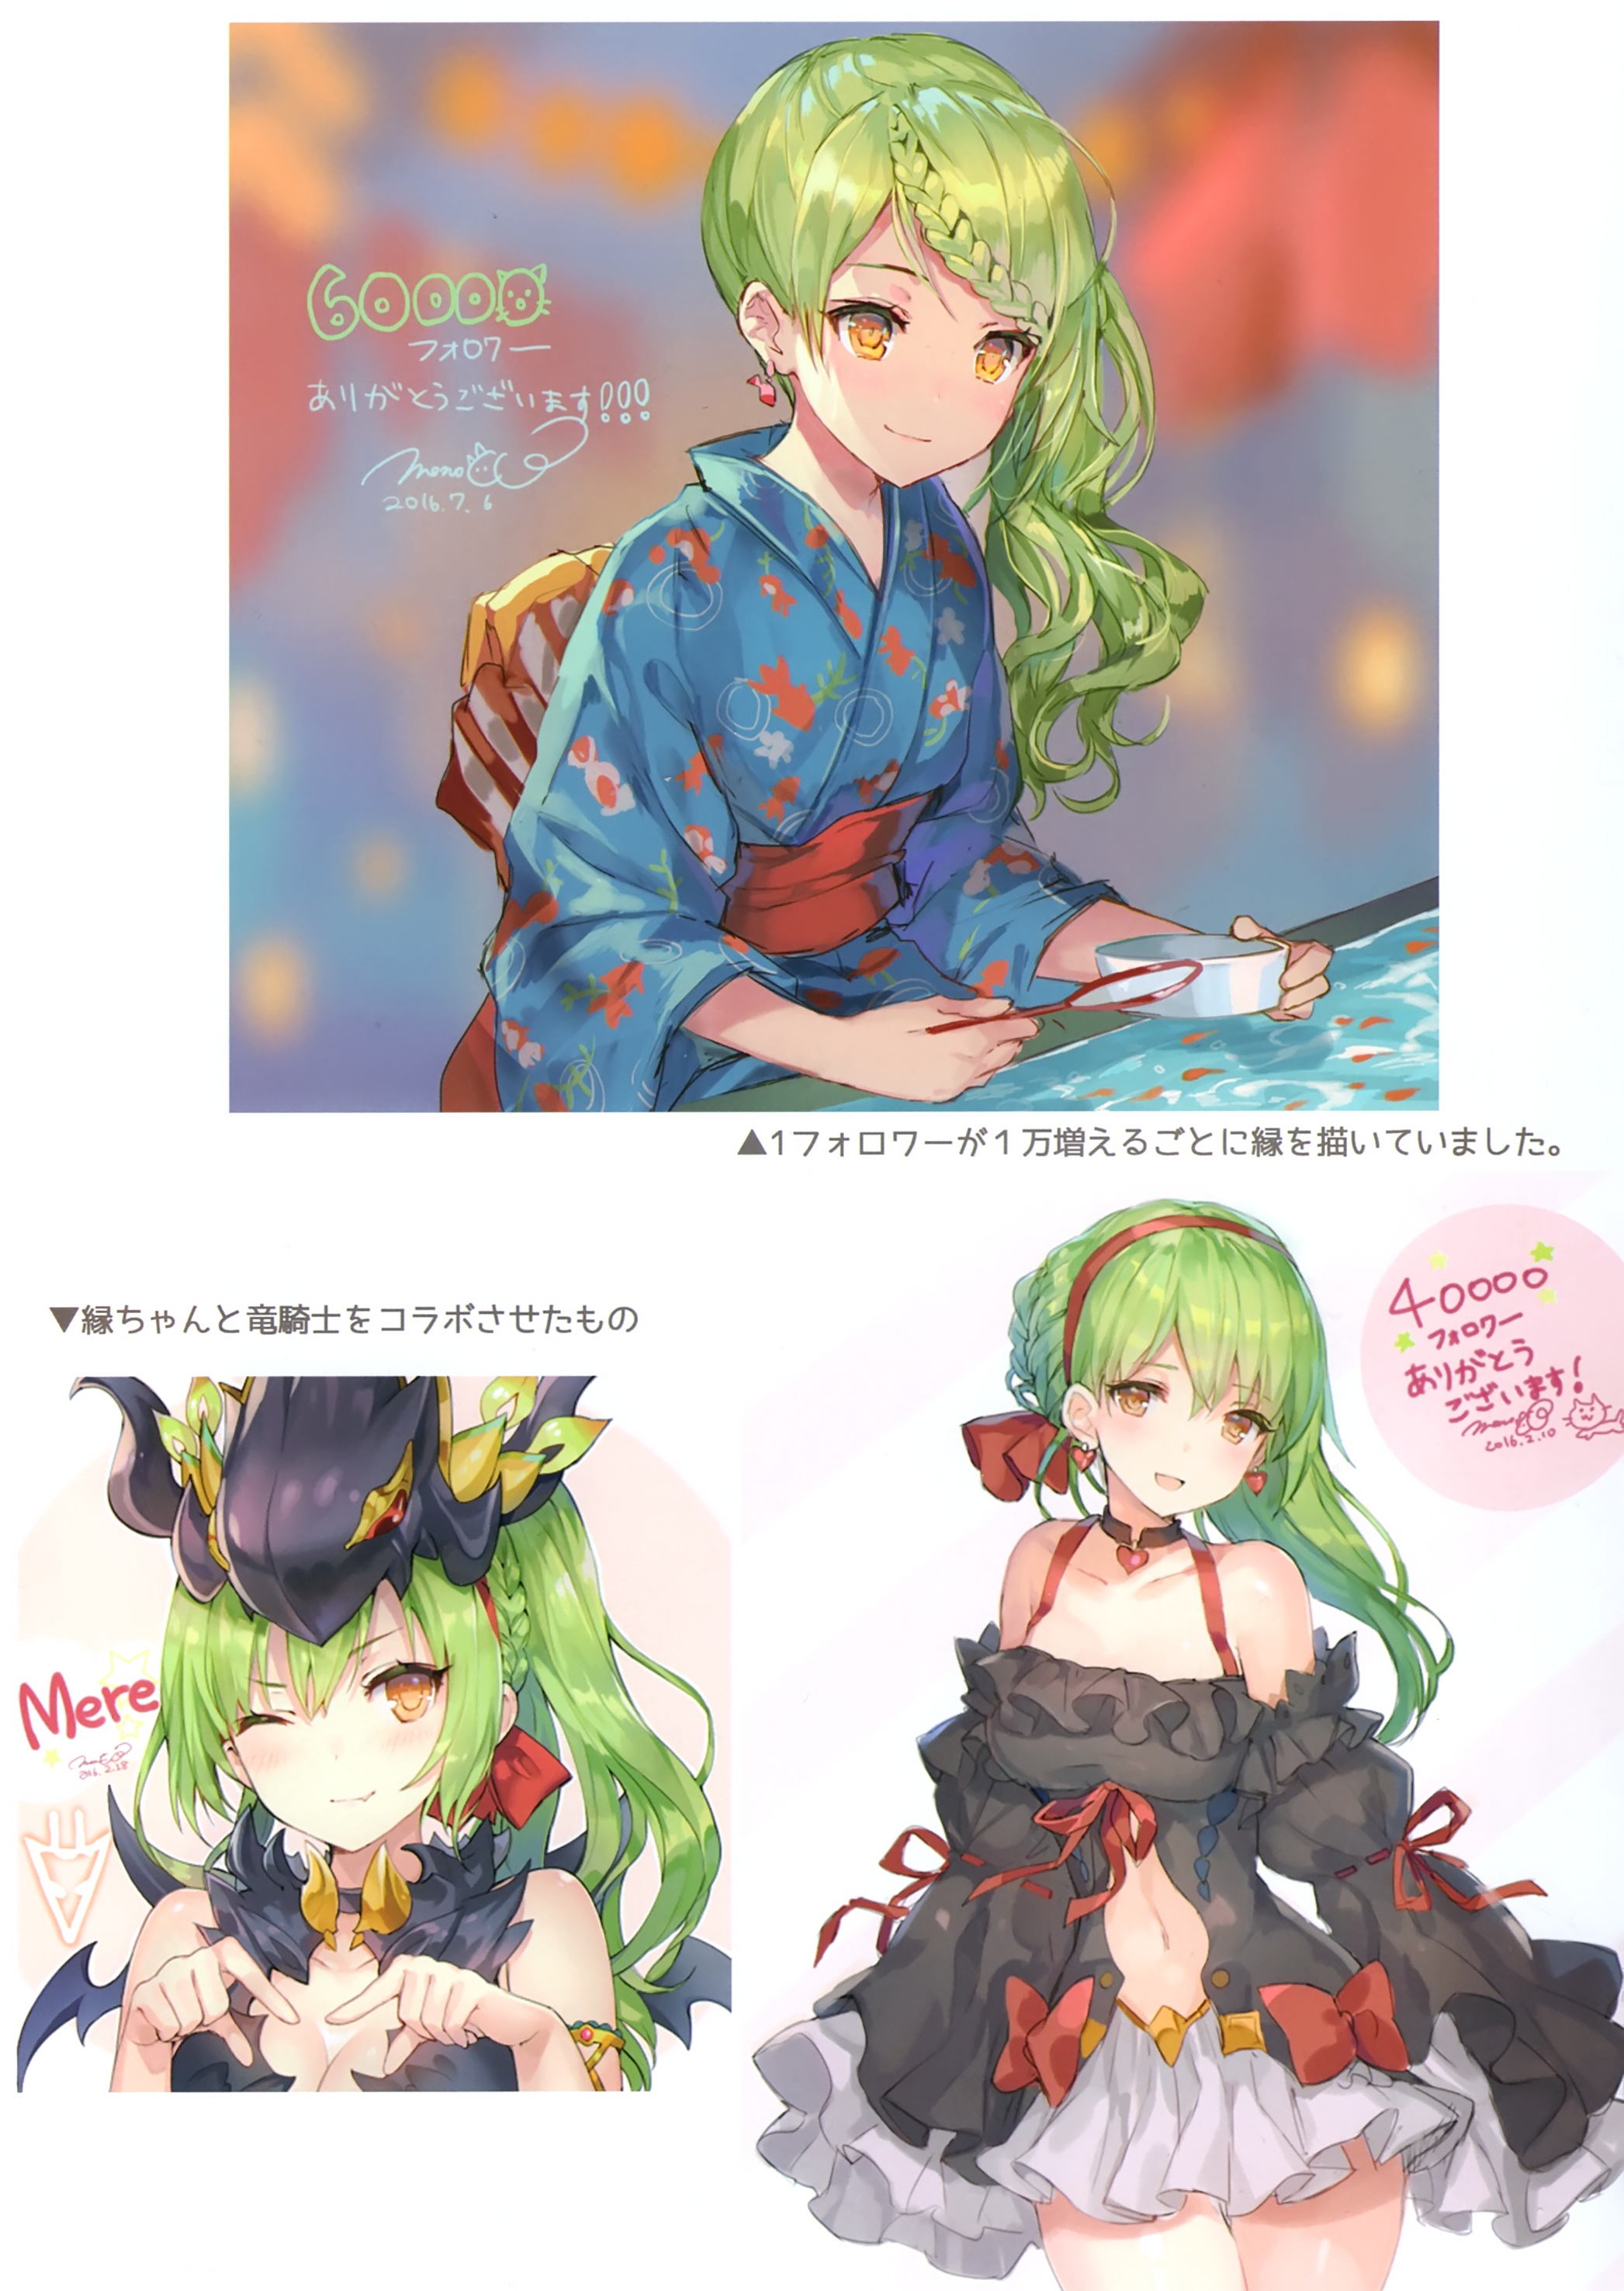 60000
フォロワー
ありがとうございます!!!
2016.7.6
▲1フォロワーが1万増えるごとに縁を描いていました。
40000
フォロワー
ありがとう
ございます!
2016.2.10
▼縁ちゃんと竜騎士をコラボさせたもの
Mere
2016.2.28